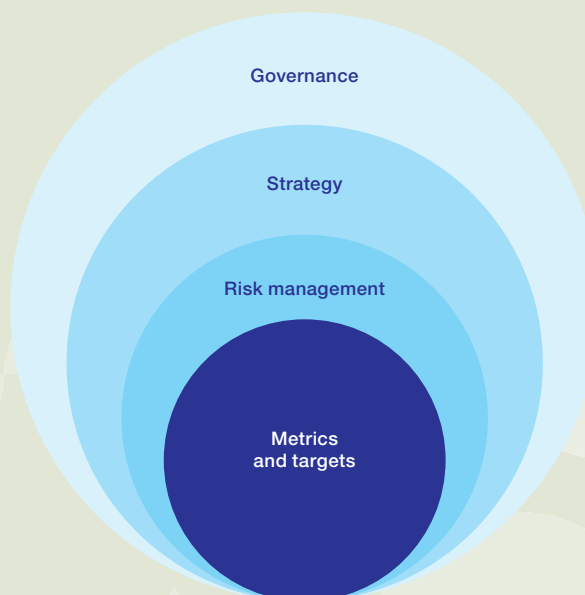 Governance
Strategy
Risk management
Metrics
and targets